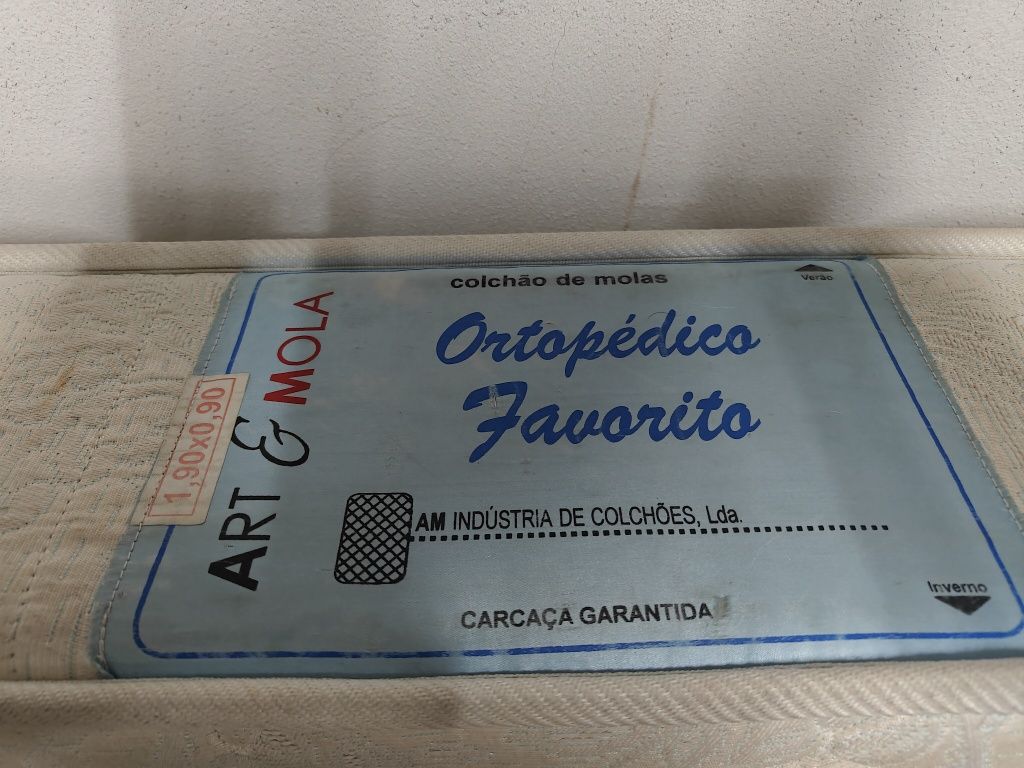 colchão de molas
Verão
Ortopédico
Favorito
ART & MOLA
1,90x0,90
AM INDÚSTRIA DE COLCHÕES, Lda.
Inverno
CARCAÇA GARANTIDA